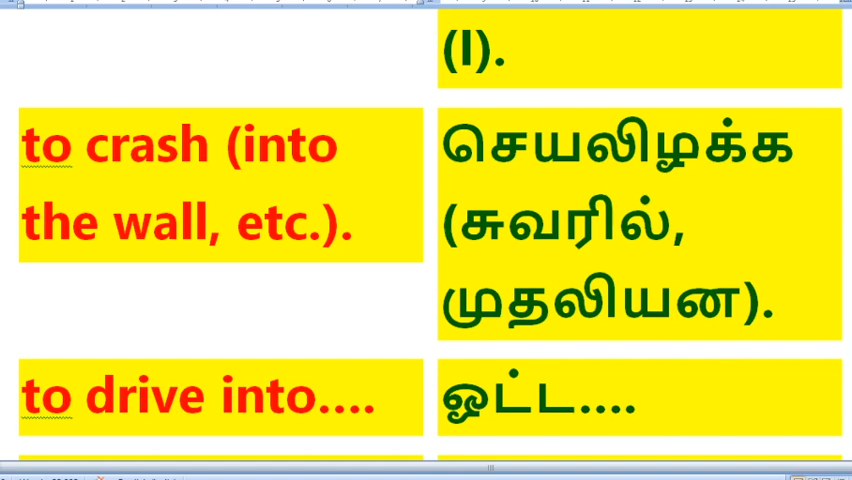 (I).
to crash (into
the wall, etc.).
செயலிழக்க
(சுவரில்,
முதலியன).
to drive into....
ஓட்ட....